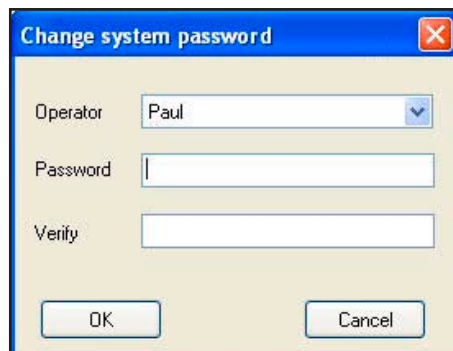 Change system password
Operator Paul
Password
Verify
OK Cancel